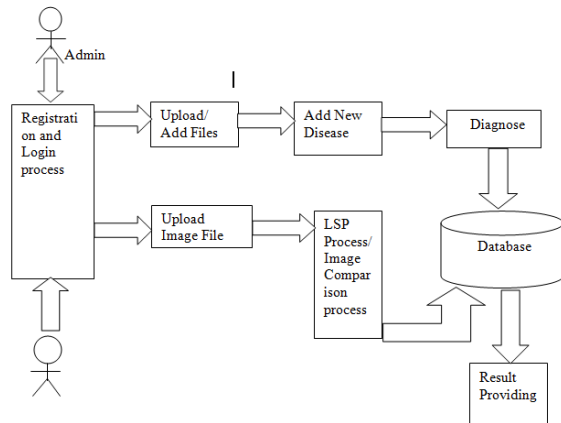 Admin
Registrati
on and
Login
process
Upload/
Add Files
Add New
Disease
Diagnose
Upload
Image File
LSP
Process/
Image
Compar
ison
process
Database
Result
Providing